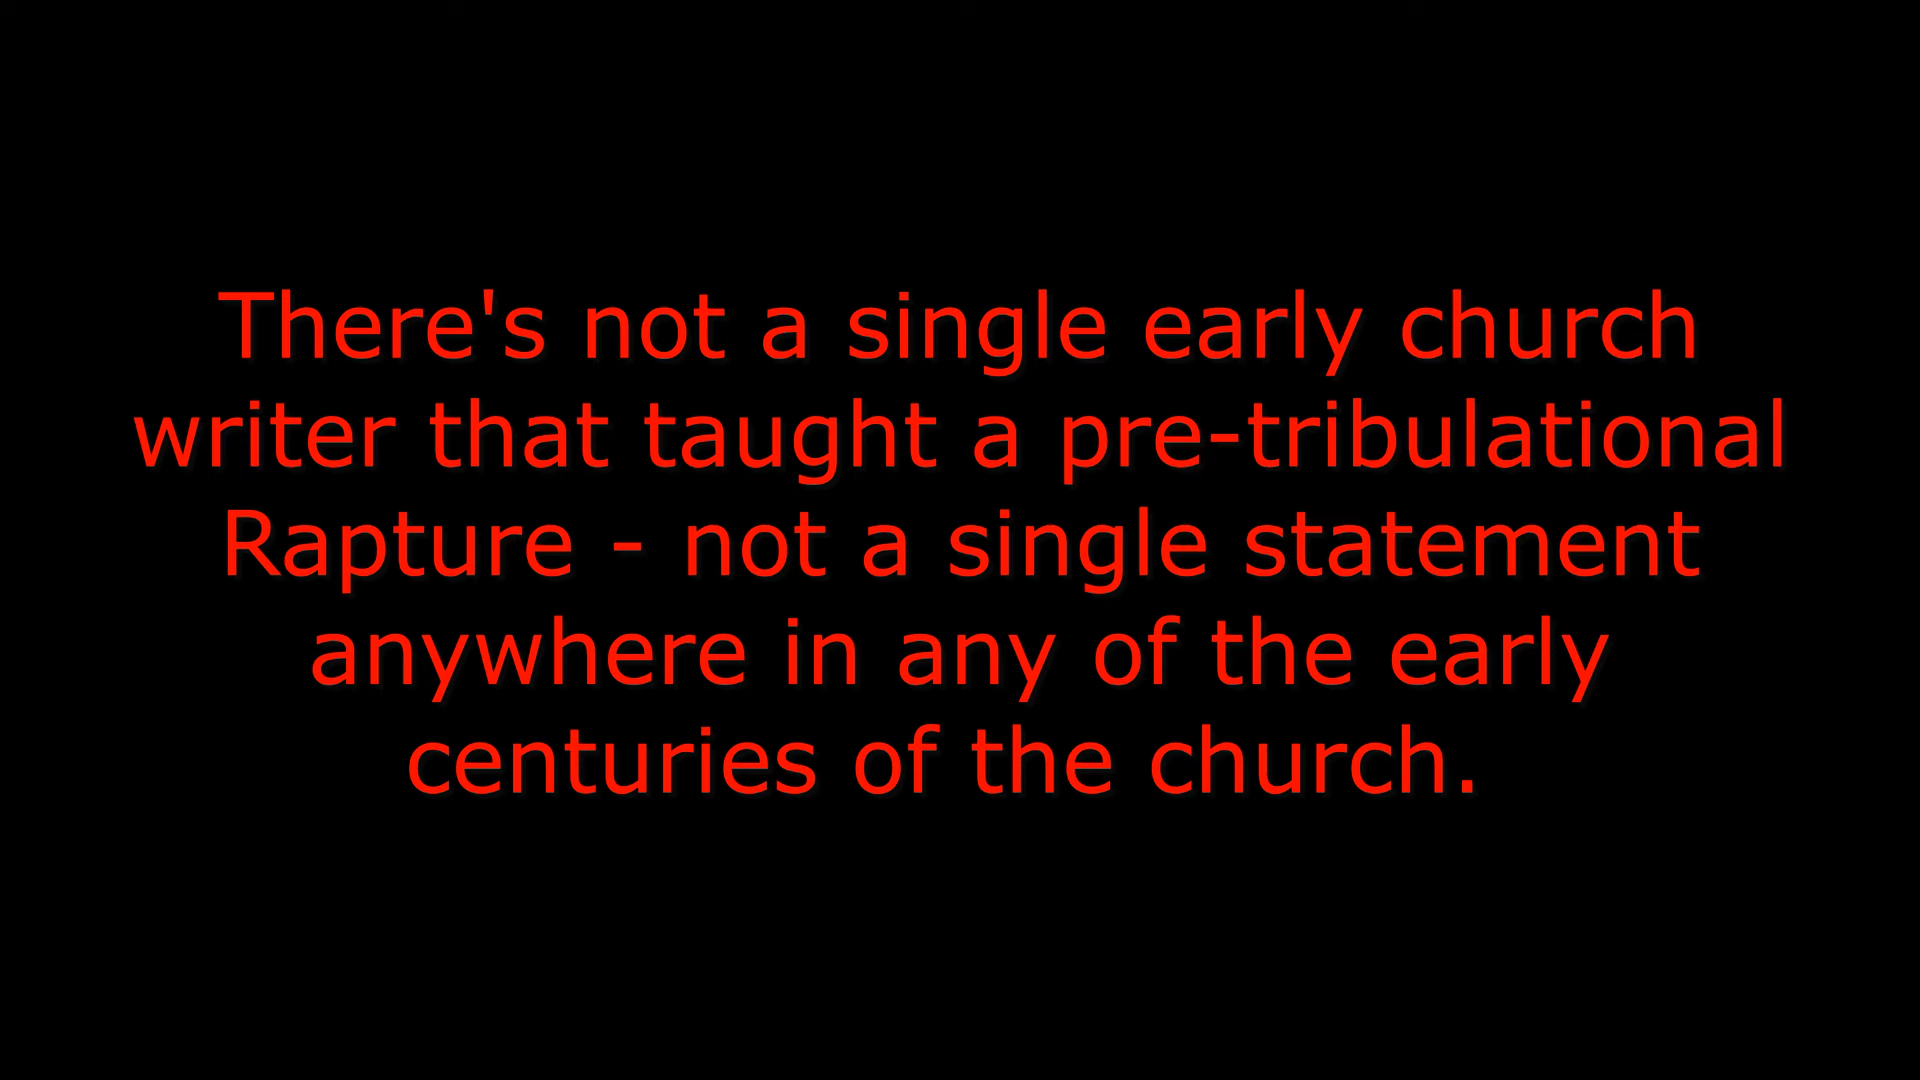 There's not a single early church
writer that taught a pre-tribulational
Rapture - not a single statement
anywhere in any of the early
centuries of the church.